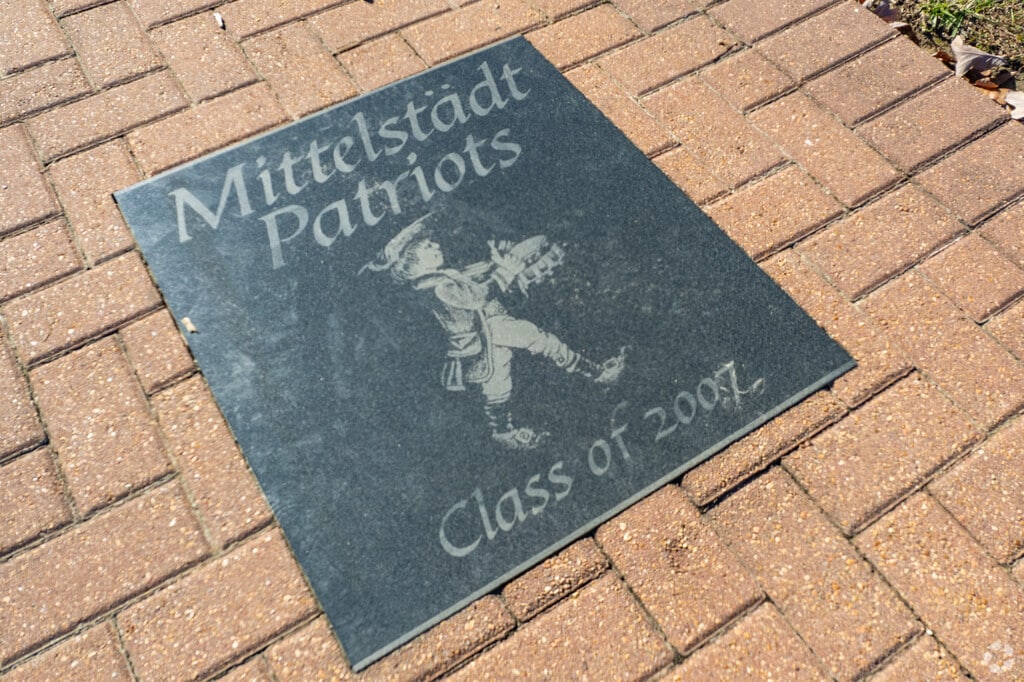 Mittelstädt
Patriots
Class of 2007